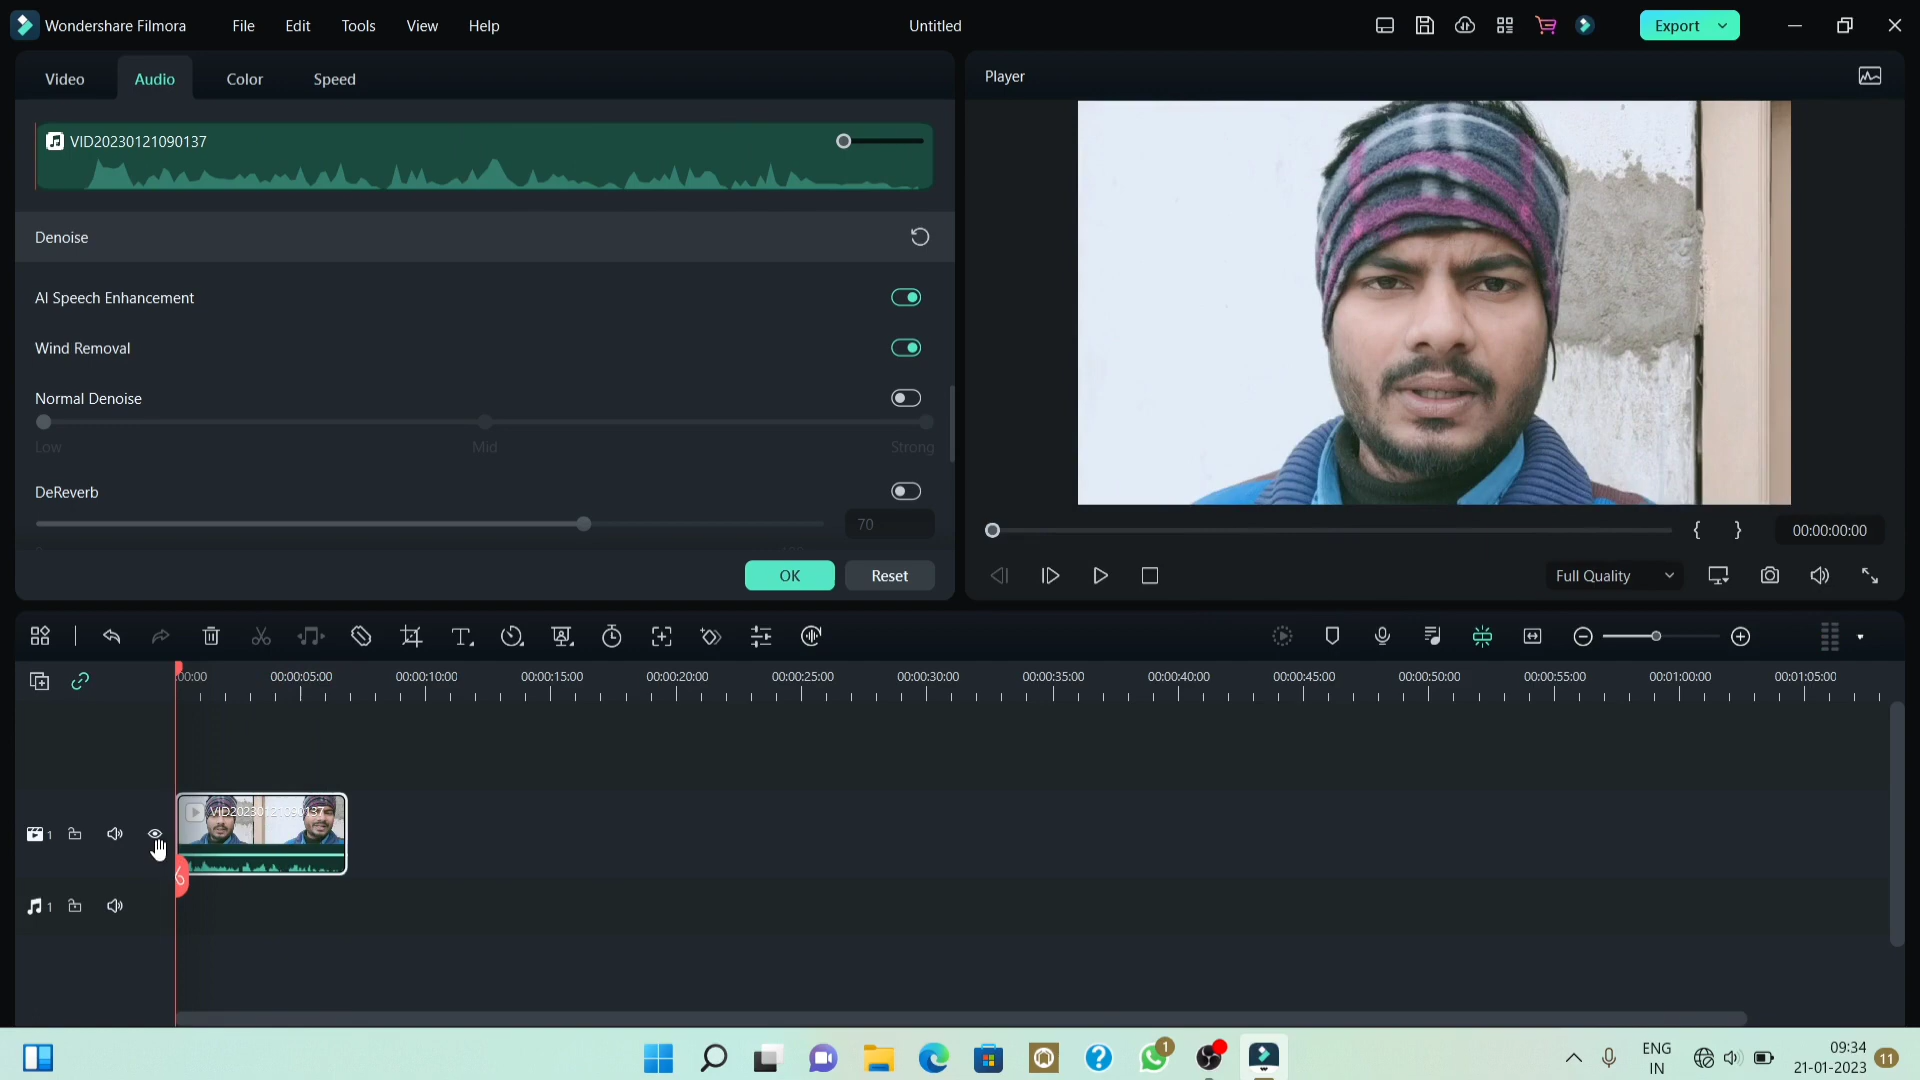 Wondershare Filmora File Edit Tools View Help Untitled Export
Video Audio Color Speed
Player
VID20230121090137
Denoise
AI Speech Enhancement
Wind Removal
Normal Denoise
Low Mid Strong
DeReverb
70
OK Reset
{ } 00:00:00:00
Full Quality
00:00 00:00:05:00 00:00:10:00 00:00:15:00 00:00:20:00 00:00:25:00 00:00:30:00 00:00:35:00 00:00:40:00 00:00:45:00 00:00:50:00 00:00:55:00 00:01:00:00 00:01:05:00
VID20230121090137
1
1
1
ENG
IN
09:34
21-01-2023
11